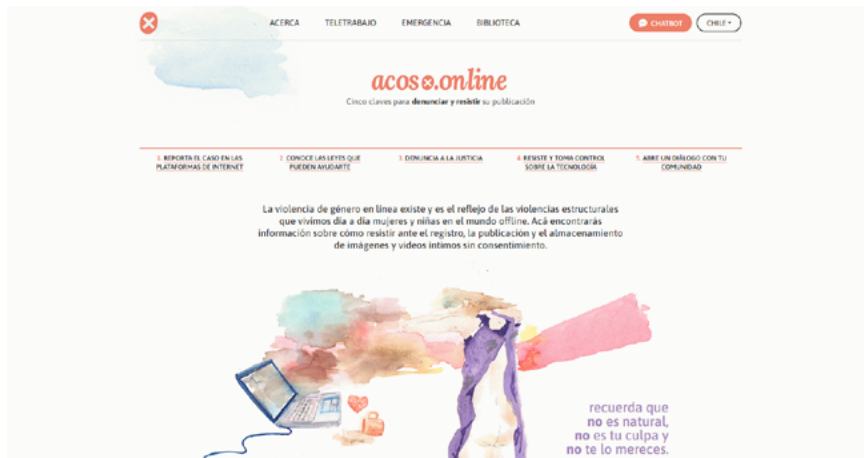 ACERCA TELETRABAJO EMERGENCIA BIBLIOTECA CHATBOT CHILE
acoso.online
Cinco claves para denunciar y resistir su publicación
1. REPORTA EL CASO EN LAS PLATAFORMAS DE INTERNET
2. CONOCE LAS LEYES QUE PUEDEN AYUDARTE
3. DENUNCIA A LA JUSTICIA
4. RESISTE Y TOMA CONTROL SOBRE LA TECNOLOGÍA
5. ABRE UN DIÁLOGO CON TU COMUNIDAD
La violencia de género en línea existe y es el reflejo de las violencias estructurales
que vivimos día a día mujeres y niñas en el mundo offline. Acá encontrarás
información sobre cómo resistir ante el registro, la publicación y el almacenamiento
de imágenes y videos íntimos sin consentimiento.
recuerda que
no es natural,
no es tu culpa y
no te lo mereces.